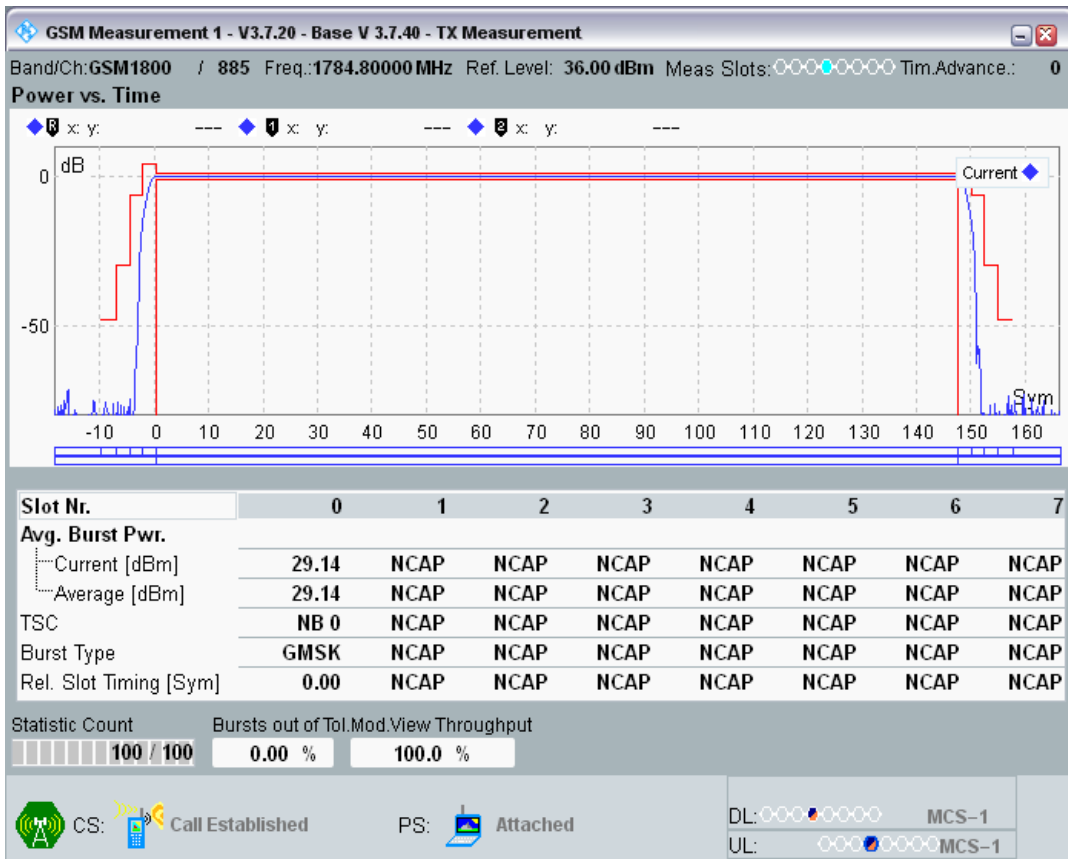 GSM Measurement 1 - V3.7.20 - Base V 3.7.40 - TX Measurement
Band/Ch:GSM1800 / 885 Freq.:1784.80000 MHz Ref. Level: 36.00 dBm Meas Slots: Tim.Advance.: 0
Power vs. Time
R x: y: --- 1 x: y: --- 2 x: y: ---
dB
Current
0
-50
Sym
-10 0 10 20 30 40 50 60 70 80 90 100 110 120 130 140 150 160
Slot Nr. 0 1 2 3 4 5 6 7
Avg. Burst Pwr.
Current [dBm] 29.14 NCAP NCAP NCAP NCAP NCAP NCAP NCAP
Average [dBm] 29.14 NCAP NCAP NCAP NCAP NCAP NCAP NCAP
TSC NB 0 NCAP NCAP NCAP NCAP NCAP NCAP NCAP
Burst Type GMSK NCAP NCAP NCAP NCAP NCAP NCAP NCAP
Rel. Slot Timing [Sym] 0.00 NCAP NCAP NCAP NCAP NCAP NCAP NCAP
Statistic Count Bursts out of Tol.Mod.View Throughput
100 / 100 0.00 % 100.0 %
CS: Call Established PS: Attached
DL: MCS-1
UL: MCS-1